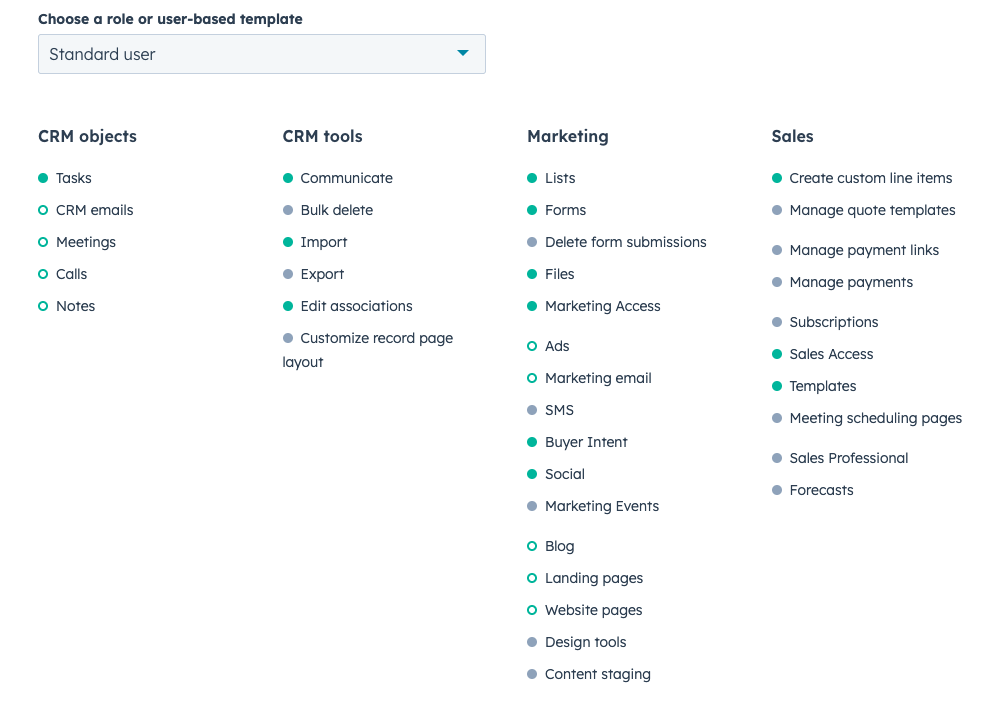 Choose a role or user-based template
Standard user
CRM objects
Tasks
CRM emails
Meetings
Calls
Notes
CRM tools
Communicate
Bulk delete
Import
Export
Edit associations
Customize record page
layout
Marketing
Lists
Forms
Delete form submissions
Files
Marketing Access
Ads
Marketing email
SMS
Buyer Intent
Social
Marketing Events
Blog
Landing pages
Website pages
Design tools
Content staging
Sales
Create custom line items
Manage quote templates
Manage payment links
Manage payments
Subscriptions
Sales Access
Templates
Meeting scheduling pages
Sales Professional
Forecasts